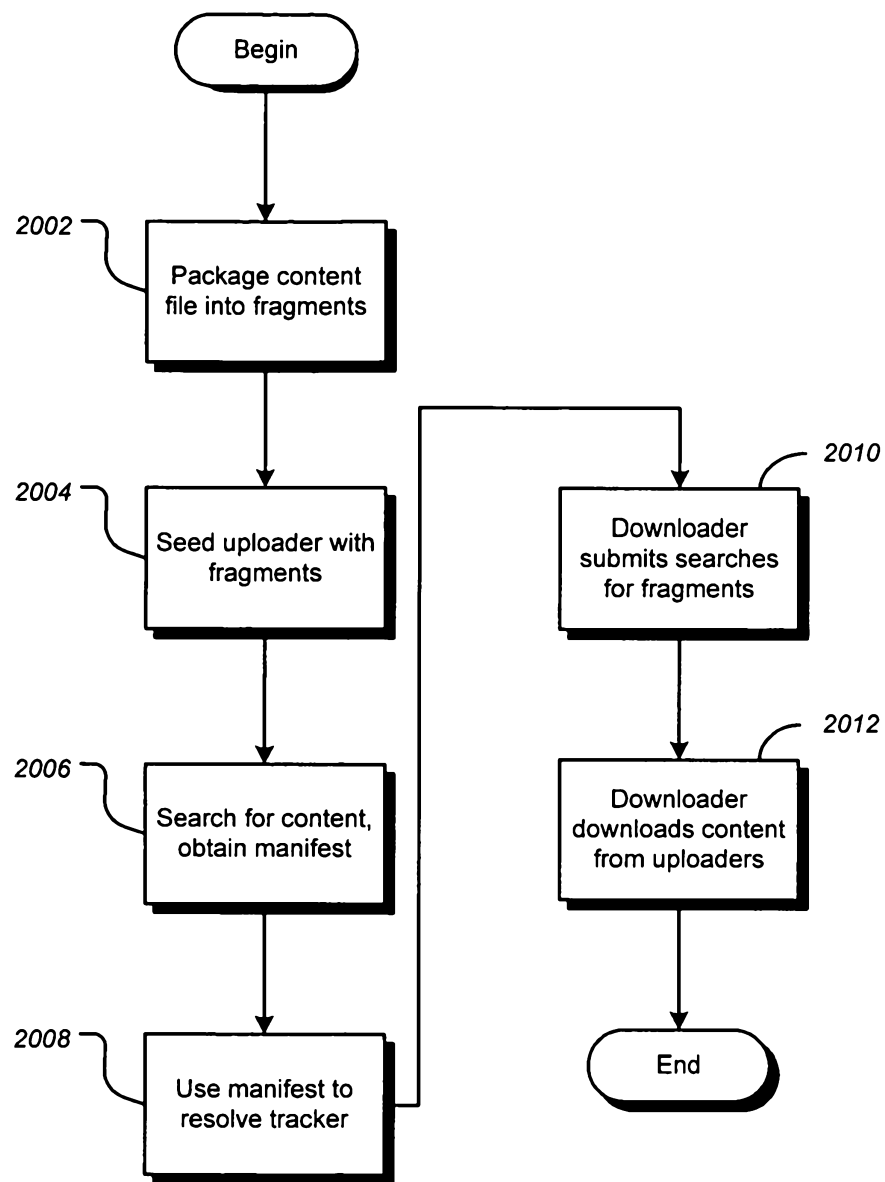 Begin
2002
Package content
file into fragments
2004
Seed uploader with
fragments
2006
Search for content,
obtain manifest
2008
Use manifest to
resolve tracker
2010
Downloader
submits searches
for fragments
2012
Downloader
downloads content
from uploaders
End